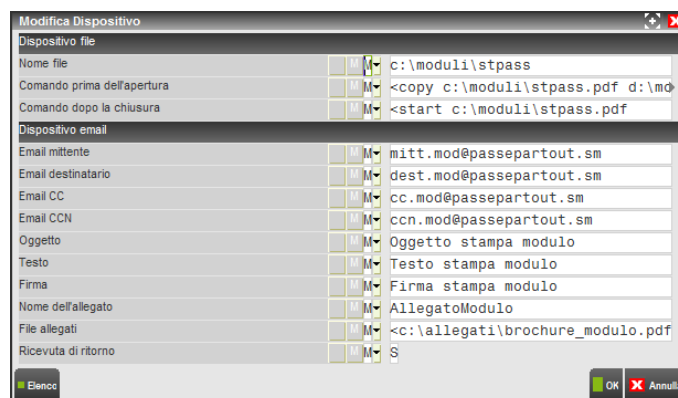 Modifica Dispositivo
Dispositivo file
Nome file M M c:\moduli\stpass
Comando prima dell'apertura M M <copy c:\moduli\stpass.pdf d:\mo
Comando dopo la chiusura M M <start c:\moduli\stpass.pdf
Dispositivo email
Email mittente M M mitt.mod@passepartout.sm
Email destinatario M M dest.mod@passepartout.sm
Email CC M M cc.mod@passepartout.sm
Email CCN M M ccn.mod@passepartout.sm
Oggetto M M Oggetto stampa modulo
Testo M M Testo stampa modulo
Firma M M Firma stampa modulo
Nome dell'allegato M M AllegatoModulo
File allegati M M <c:\allegati\brochure_modulo.pdf
Ricevuta di ritorno M M S
Elenco OK Annulla